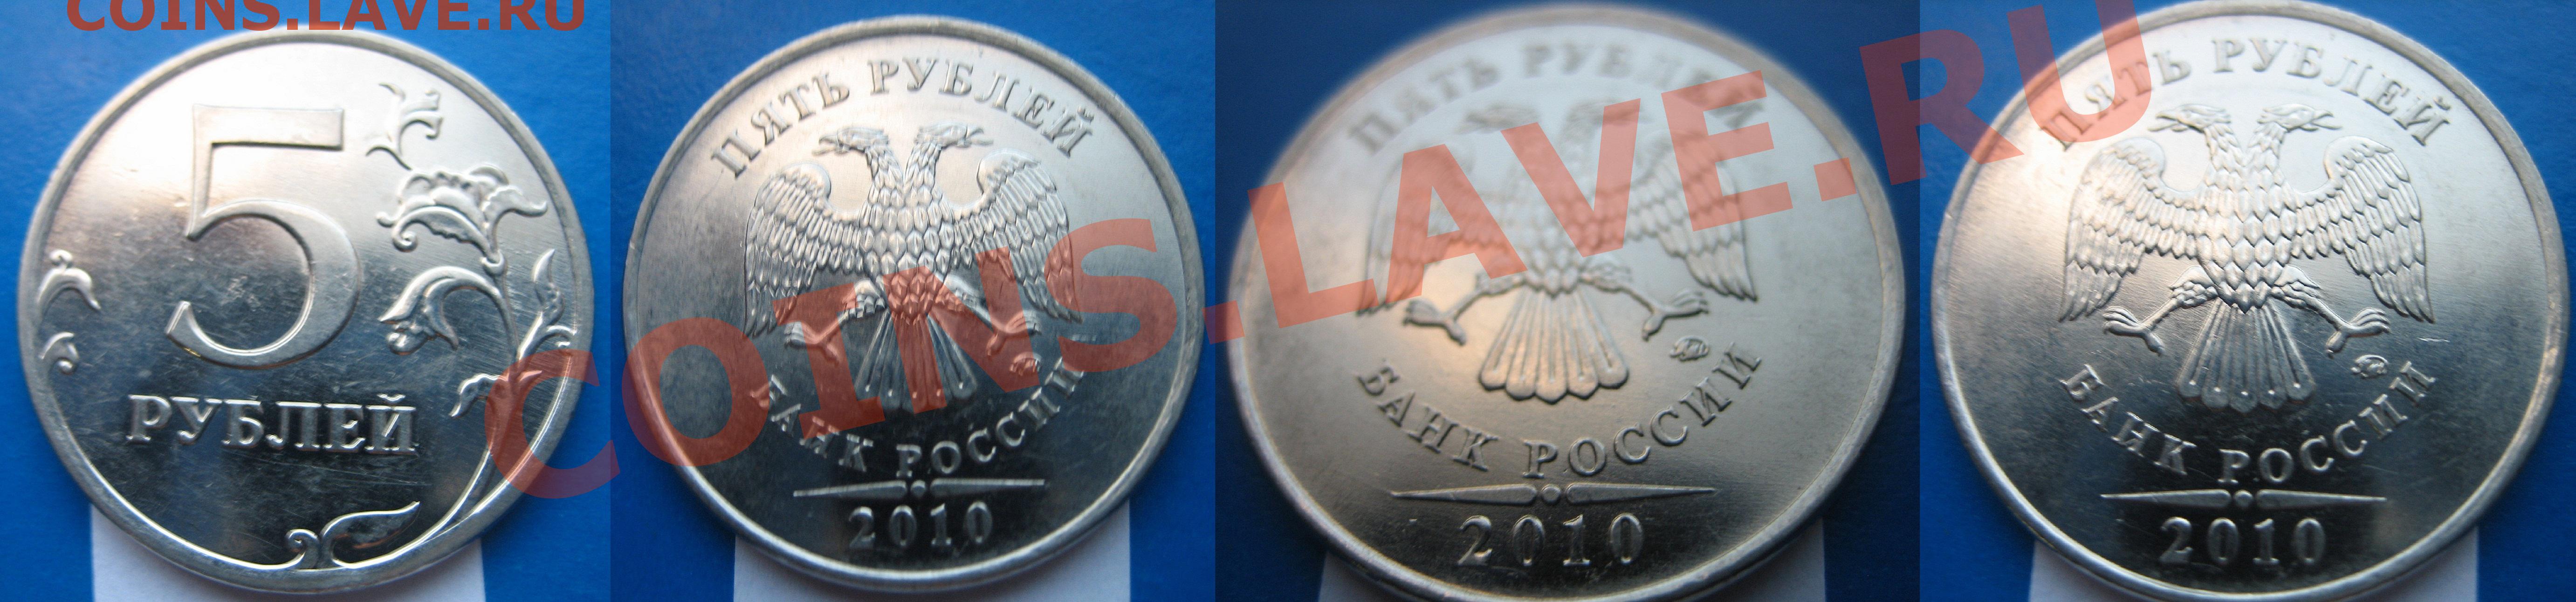 COINS.LAVE.RU
5
РУБЛЕЙ
ПЯТЬ РУБЛЕЙ
БАНК РОССИИ
2010
ПЯТЬ РУБЛЕЙ
БАНК РОССИИ
2010
ПЯТЬ РУБЛЕЙ
БАНК РОССИИ
2010
COINS.LAVE.RU